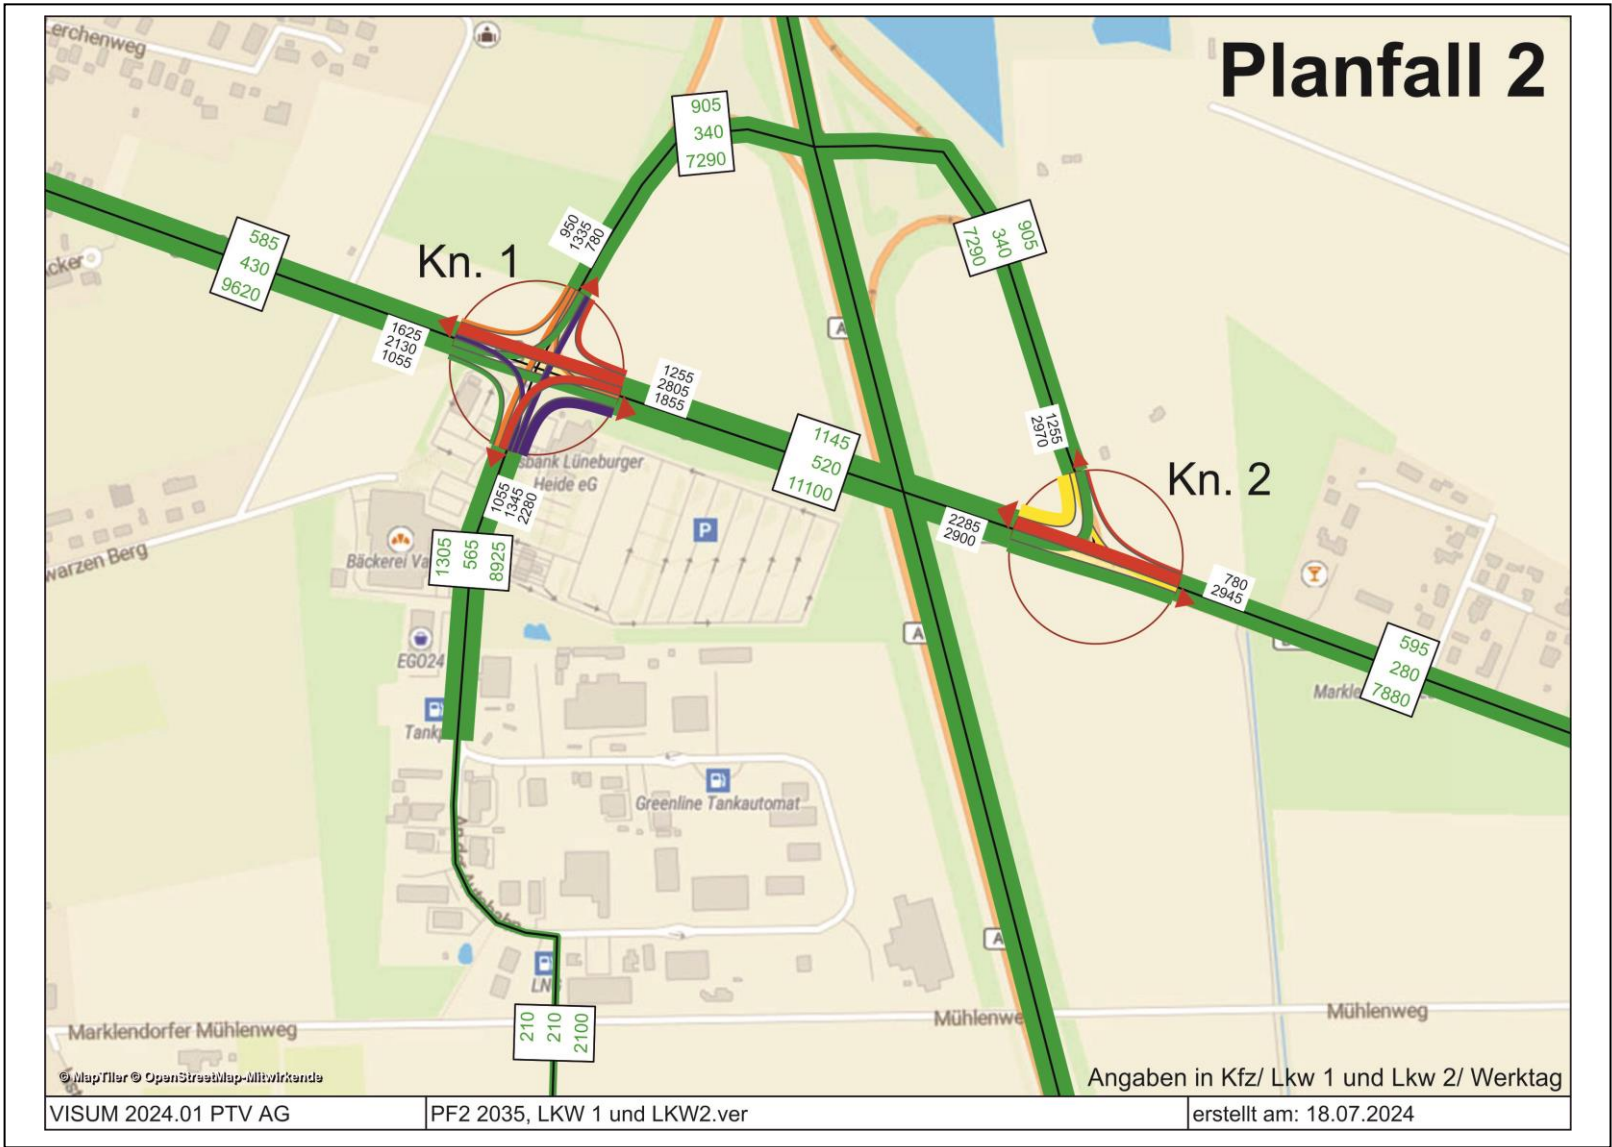 Planfall 2
erchenweg
905
340
7290
585
430
9620
cker
Kn. 1
950
1335
780
905
340
7290
1625
2130
1055
1255
2805
1855
A
1255
2970
1145
520
11100
Kn. 2
sbank Lüneburger
Heide eG
1055
1345
2280
P
2285
2900
Bäckerei Va
1305
565
8925
warzen Berg
780
2945
A
EGO24
595
280
7880
Tank
Greenline Tankautomat
A
LNG
210
210
2100
Marklendorfer Mühlenweg
Mühlenwe
Mühlenweg
© MapTiler © OpenStreetMap-Mitwirkende
Angaben in Kfz/ Lkw 1 und Lkw 2/ Werktag
VISUM 2024.01 PTV AG
PF2 2035, LKW 1 und LKW2.ver
erstellt am: 18.07.2024